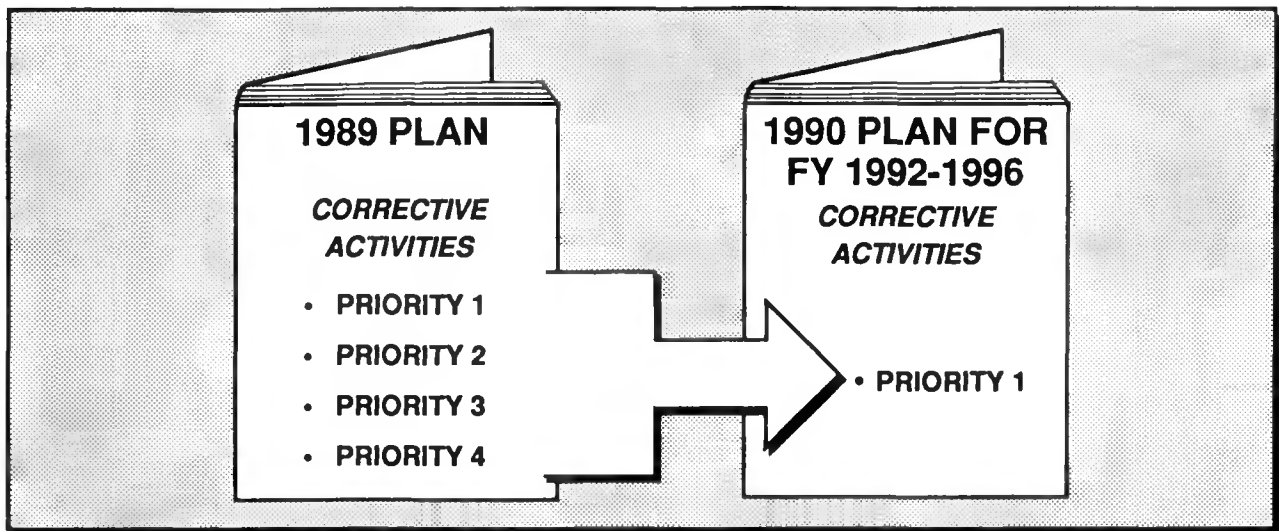 1989 PLAN
CORRECTIVE
ACTIVITIES
• PRIORITY 1
• PRIORITY 2
• PRIORITY 3
• PRIORITY 4
1990 PLAN FOR
FY 1992-1996
CORRECTIVE
ACTIVITIES
• PRIORITY 1